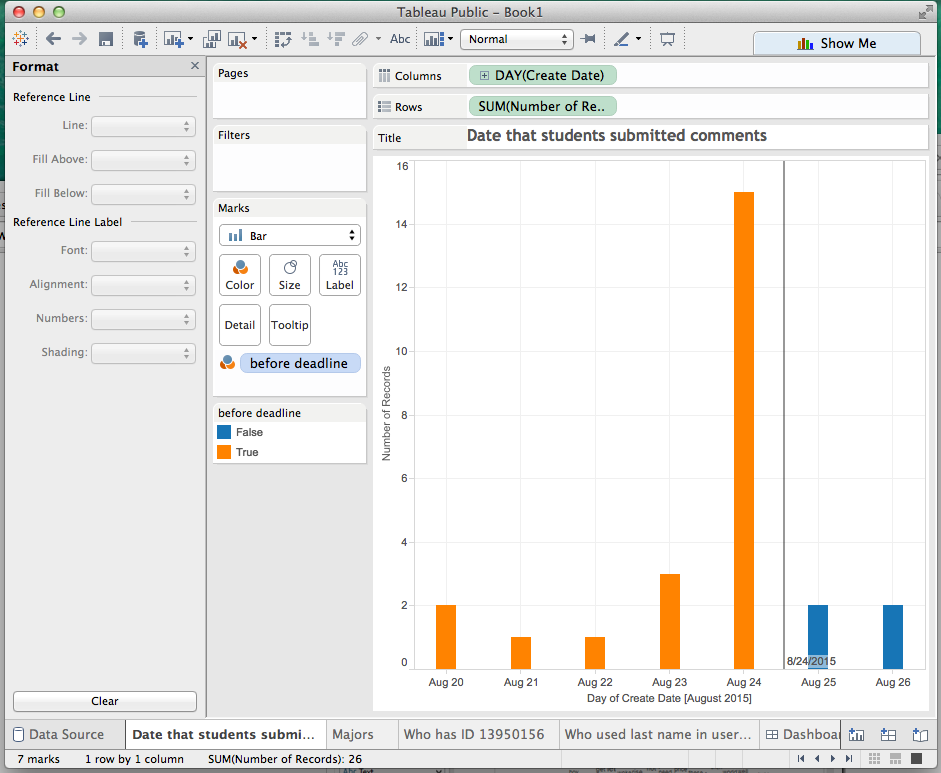 Tableau Public - Book1
Abc
Normal
Show Me
Format
Reference Line
Line:
Fill Above:
Fill Below:
Reference Line Label
Font:
Alignment:
Numbers:
Shading:
Clear
Pages
Filters
Marks
Bar
Color
Size
Abc
123
Label
Detail
Tooltip
before deadline
before deadline
False
True
Columns
DAY(Create Date)
Rows
SUM(Number of Re..
Title
Date that students submitted comments
Number of Records
16
14
12
10
8
6
4
2
0
8/24/2015
Aug 20
Aug 21
Aug 22
Aug 23
Aug 24
Aug 25
Aug 26
Day of Create Date [August 2015]
Data Source
Date that students submi...
Majors
Who has ID 13950156
Who used last name in user...
Dashboar
7 marks
1 row by 1 column
SUM(Number of Records): 26